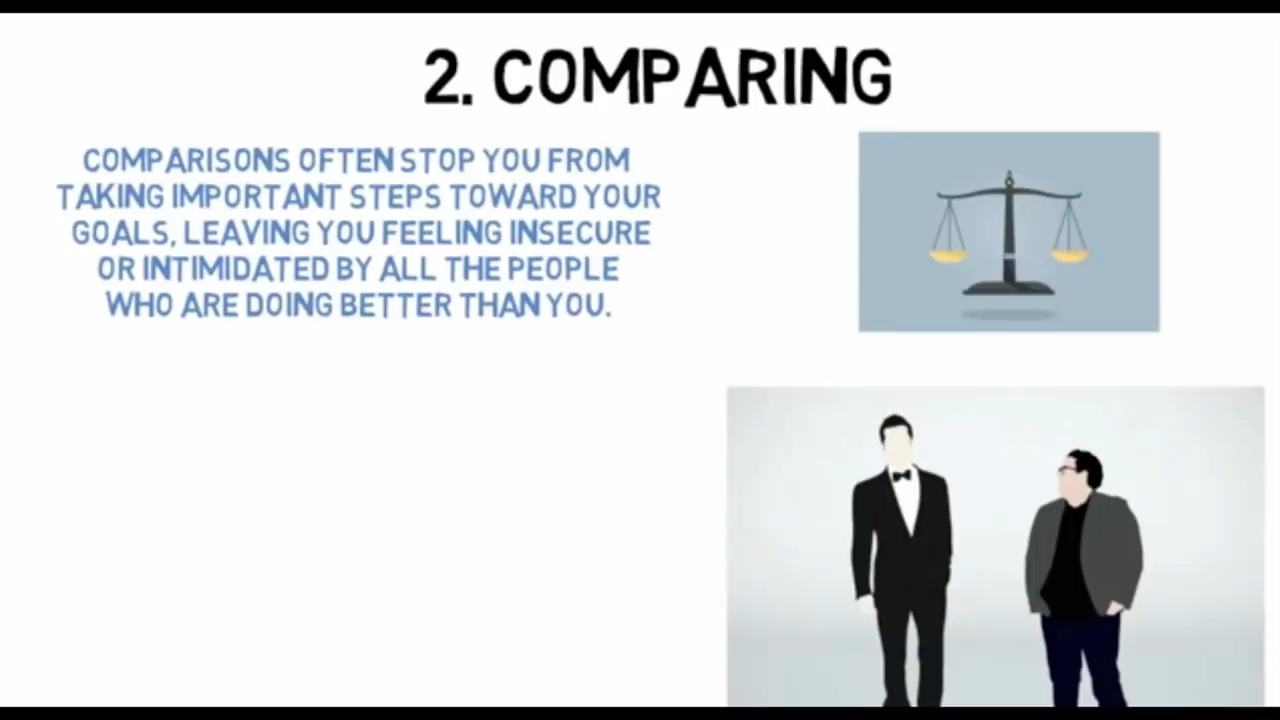 2. COMPARING
COMPARISONS OFTEN STOP YOU FROM
TAKING IMPORTANT STEPS TOWARD YOUR
GOALS, LEAVING YOU FEELING INSECURE
OR INTIMIDATED BY ALL THE PEOPLE
WHO ARE DOING BETTER THAN YOU.